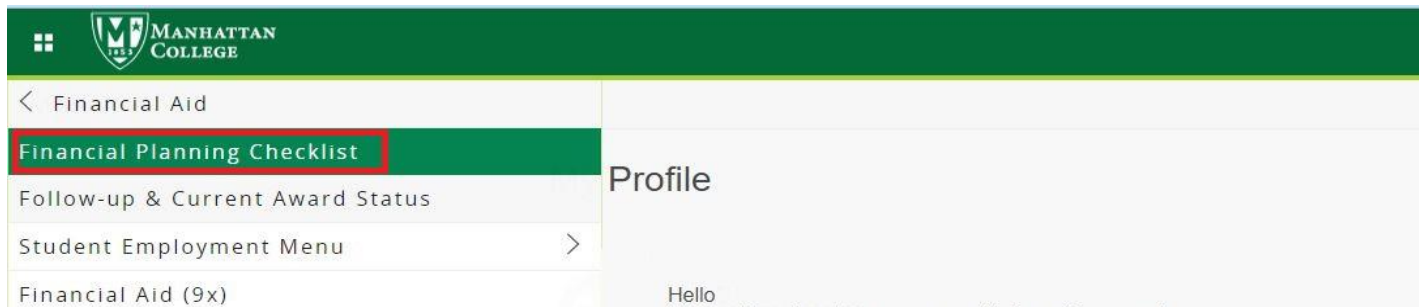 MANHATTAN
COLLEGE
1853
Financial Aid
Financial Planning Checklist
Follow-up & Current Award Status
Student Employment Menu
Financial Aid (9x)
Profile
Hello